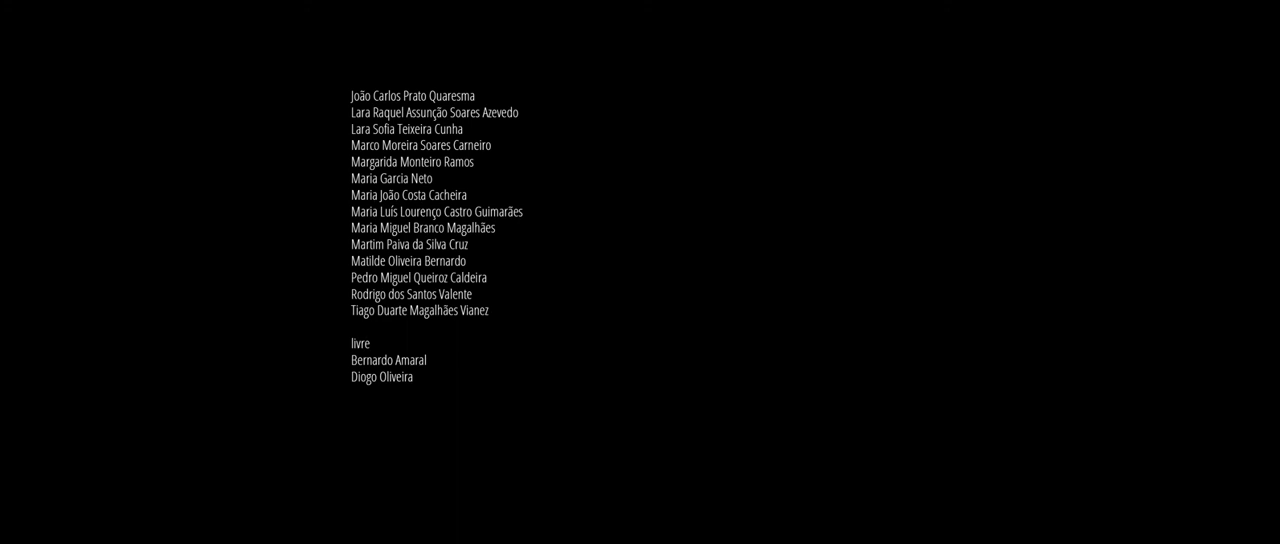 João Carlos Prato Quaresma
Lara Raquel Assunção Soares Azevedo
Lara Sofia Teixeira Cunha
Marco Moreira Soares Carneiro
Margarida Monteiro Ramos
Maria Garcia Neto
Maria João Costa Cacheira
Maria Luís Lourenço Castro Guimarães
Maria Miguel Branco Magalhães
Martim Paiva da Silva Cruz
Matilde Oliveira Bernardo
Pedro Miguel Queiroz Caldeira
Rodrigo dos Santos Valente
Tiago Duarte Magalhães Vianez
livre
Bernardo Amaral
Diogo Oliveira